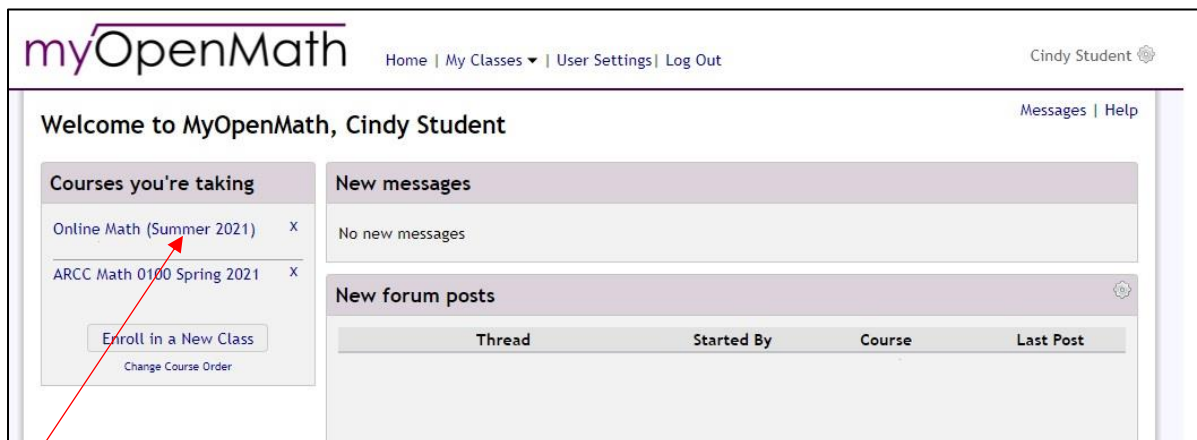 myOpenMath
Home | My Classes ▾ | User Settings| Log Out
Cindy Student
Messages | Help
Welcome to MyOpenMath, Cindy Student
Courses you're taking
Online Math (Summer 2021) x
ARCC Math 0100 Spring 2021 x
Enroll in a New Class
Change Course Order
New messages
No new messages
New forum posts
Thread Started By Course Last Post